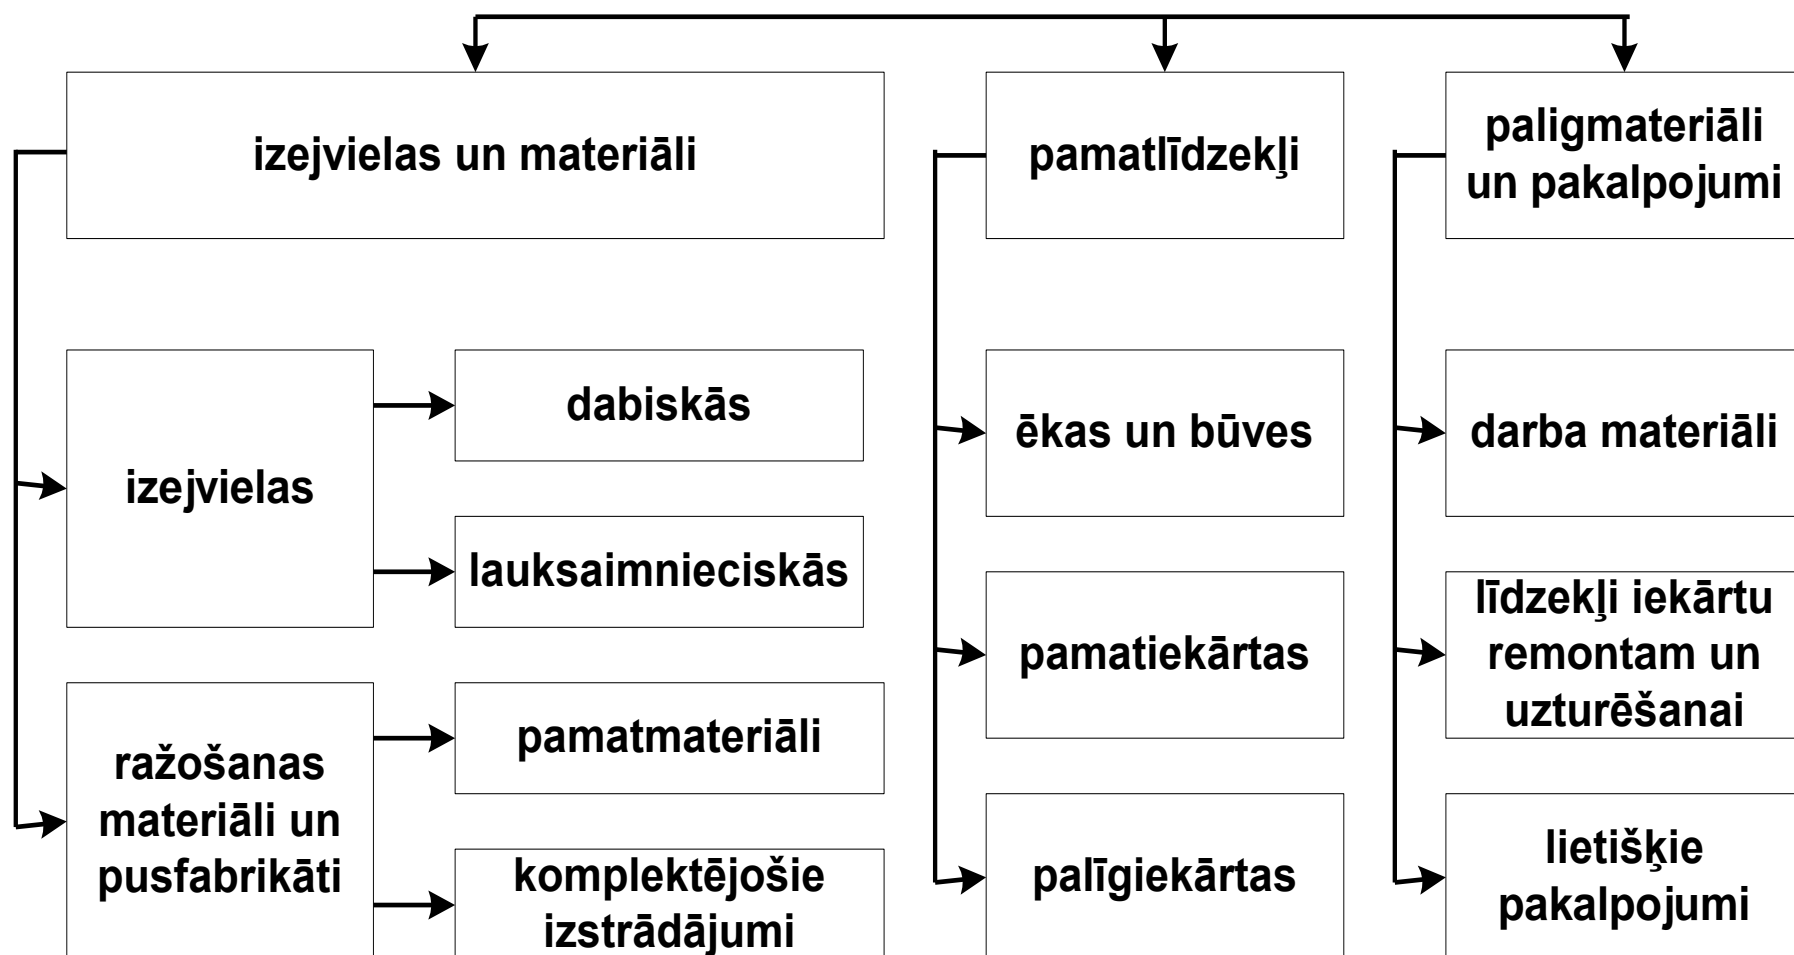 izejvielas un materiāli
pamatlīdzekļi
paligmateriāli
un pakalpojumi
izejvielas
dabiskās
lauksaimnieciskās
ēkas un būves
darba materiāli
pamatiekārtas
līdzekļi iekārtu
remontam un
uzturēšanai
ražošanas
materiāli un
pusfabrikāti
pamatmateriāli
komplektējošie
izstrādājumi
palīgiekārtas
lietišķie
pakalpojumi